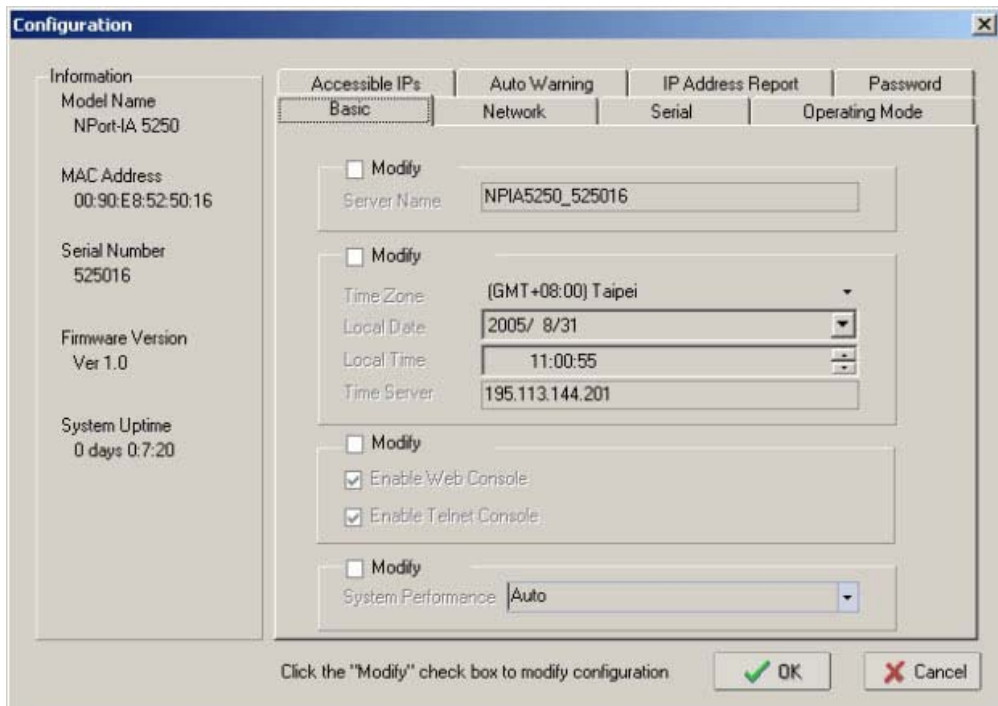 Configuration
Information
Model Name
NPort-IA 5250
MAC Address
00:90:E8:52:50:16
Serial Number
525016
Firmware Version
Ver 1.0
System Uptime
0 days 0:7:20
Accessible IPs Auto Warning IP Address Report Password
Basic Network Serial Operating Mode
Modify
Server Name NPIA5250_525016
Modify
Time Zone (GMT+08:00) Taipei
Local Date 2005/ 8/31
Local Time 11:00:55
Time Server 195.113.144.201
Modify
Enable Web Console
Enable Telnet Console
Modify
System Performance Auto
Click the "Modify" check box to modify configuration OK Cancel